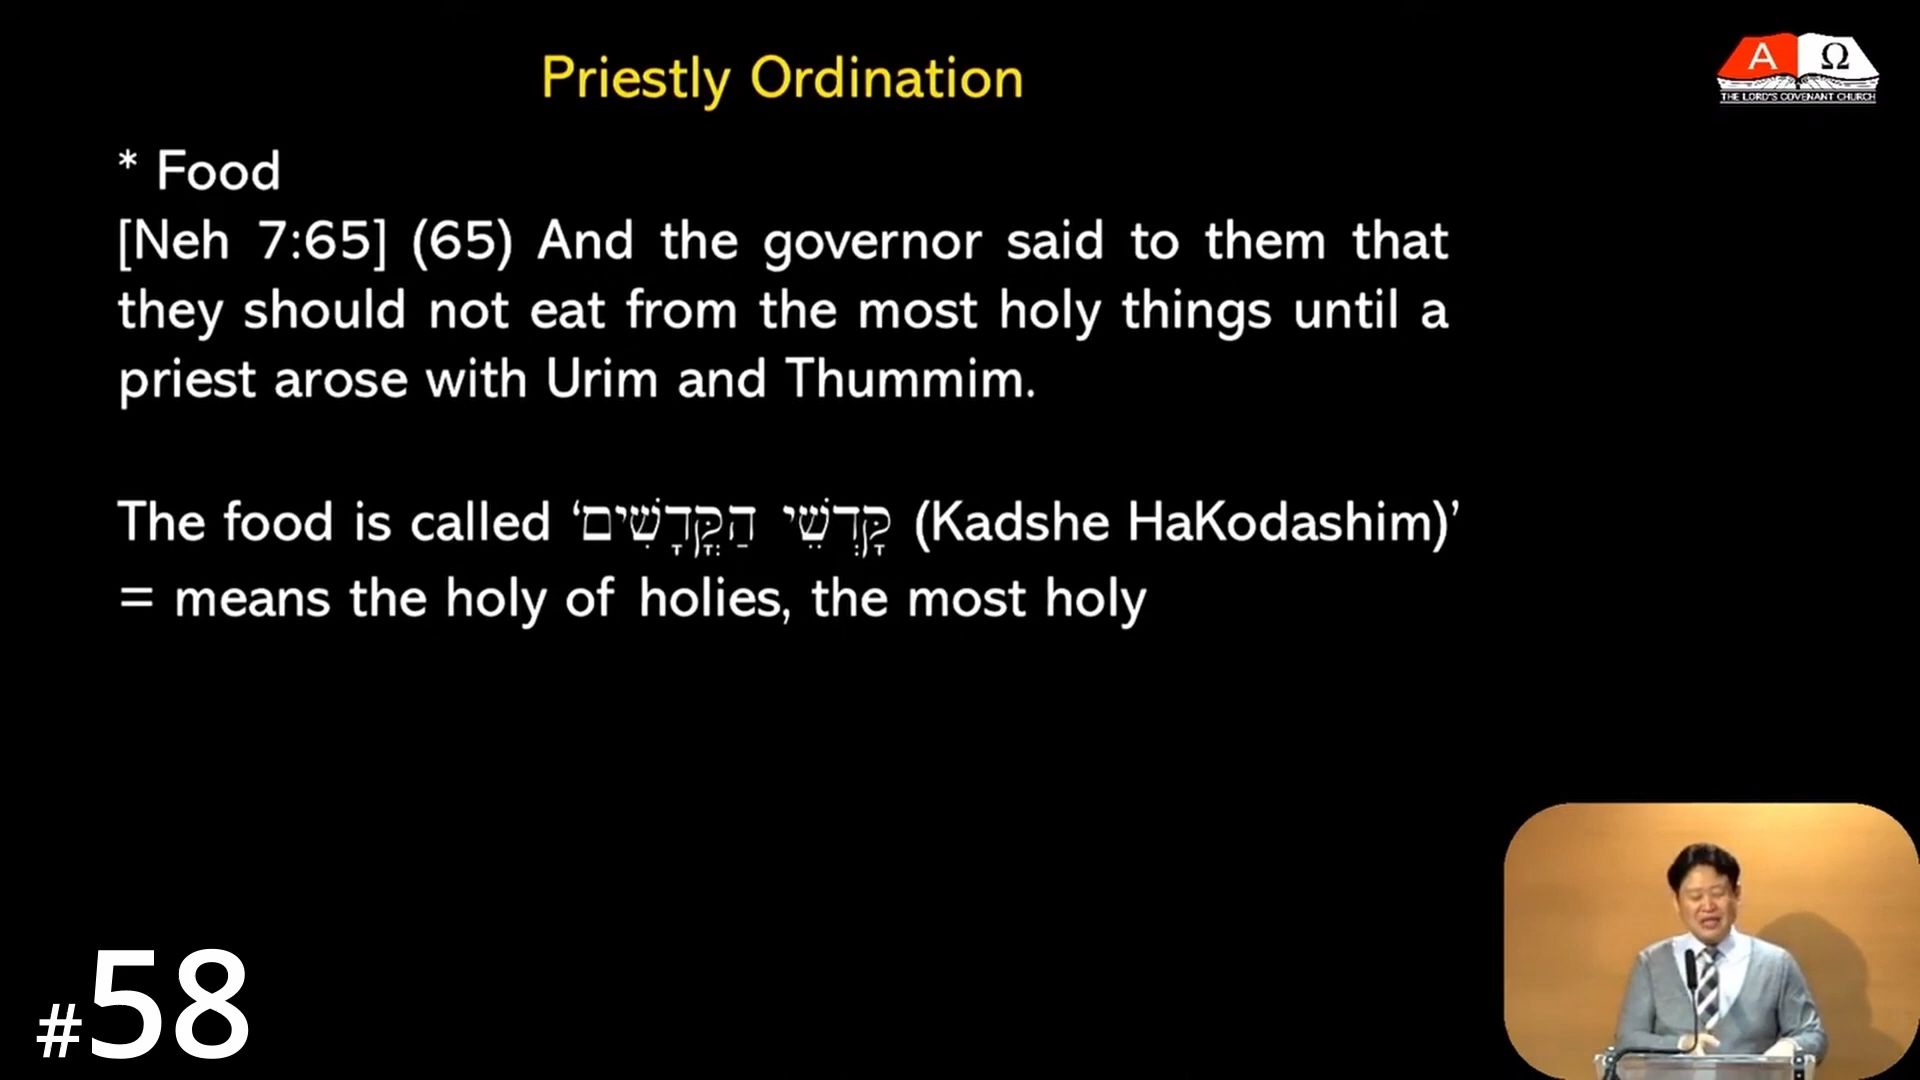 Priestly Ordination
A Ω
THE LORD'S COVENANT CHURCH
* Food
[Neh 7:65] (65) And the governor said to them that
they should not eat from the most holy things until a
priest arose with Urim and Thummim.
The food is called ‘קָּדְשֵׁי הַקֳּדָשִׁים (Kadshe HaKodashim)’
= means the holy of holies, the most holy
#58